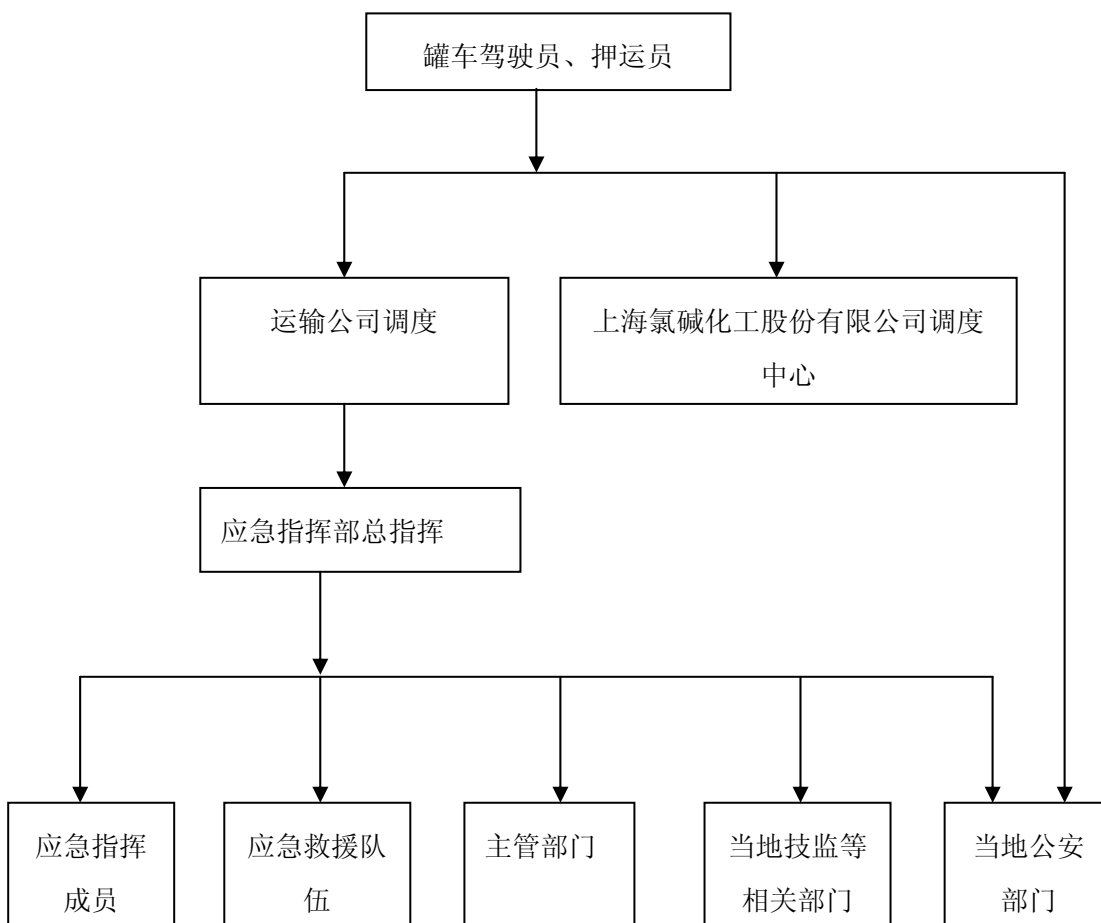 罐车驾驶员、押运员
运输公司调度
上海氯碱化工股份有限公司调度
中心
应急指挥部总指挥
应急指挥
成员
应急救援队
伍
主管部门
当地技监等
相关部门
当地公安
部门